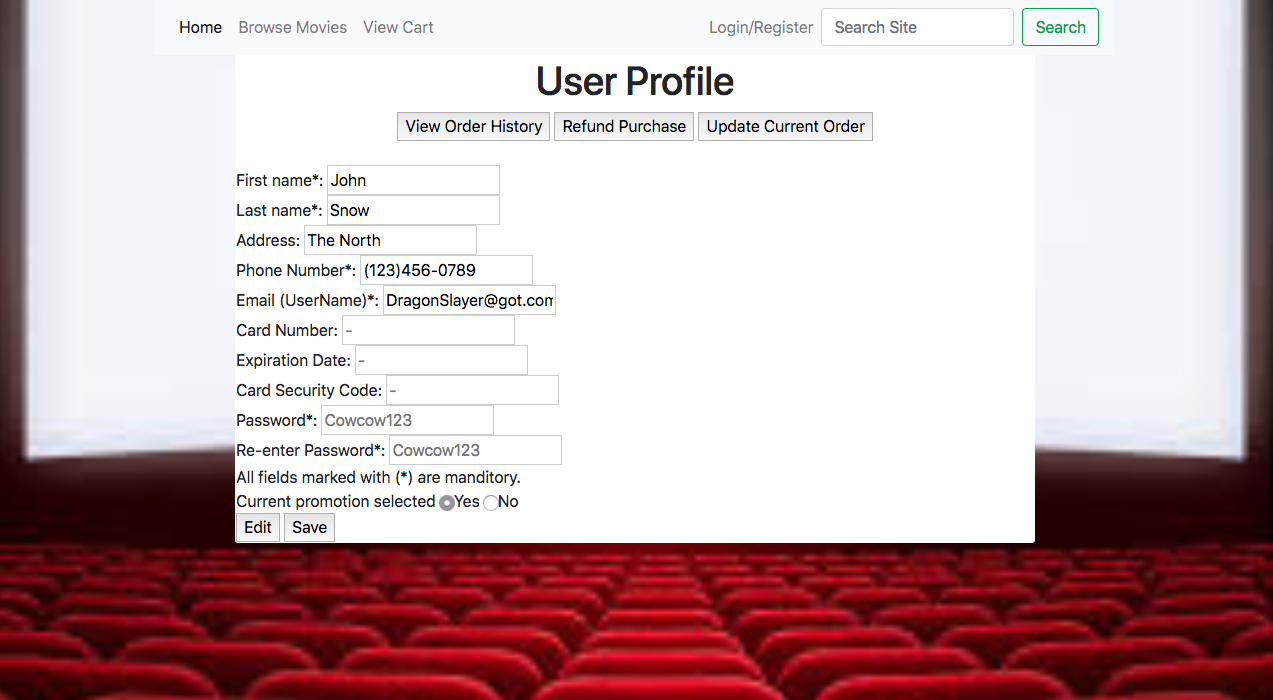 Home Browse Movies View Cart Login/Register Search Site Search
User Profile
View Order History Refund Purchase Update Current Order
First name*: John
Last name*: Snow
Address: The North
Phone Number*: (123)456-0789
Email (UserName)*: DragonSlayer@got.com
Card Number: -
Expiration Date: -
Card Security Code: -
Password*: Cowcow123
Re-enter Password*: Cowcow123
All fields marked with (*) are manditory.
Current promotion selected Yes No
Edit Save